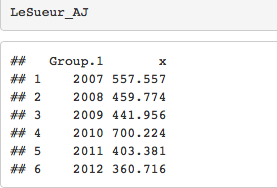 LeSueur_AJ
##   Group.1       x
## 1    2007 557.557
## 2    2008 459.774
## 3    2009 441.956
## 4    2010 700.224
## 5    2011 403.381
## 6    2012 360.716